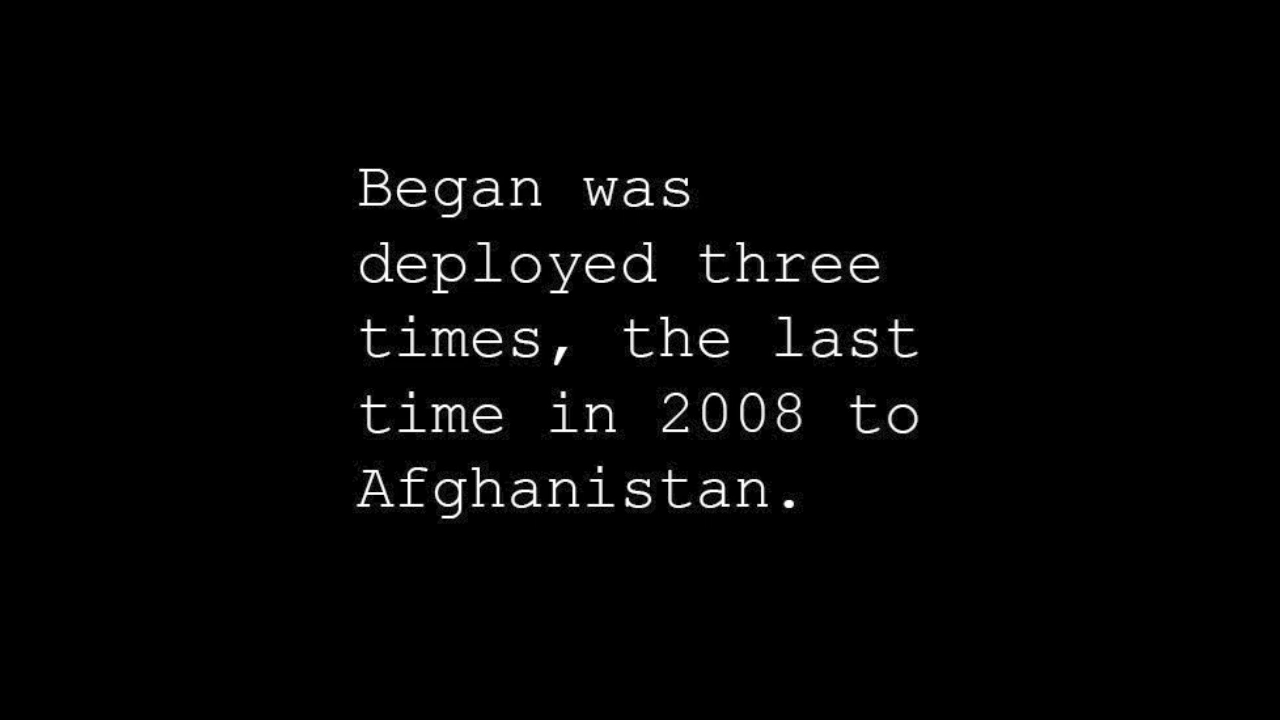 Began was
deployed three
times, the last
time in 2008 to
Afghanistan.